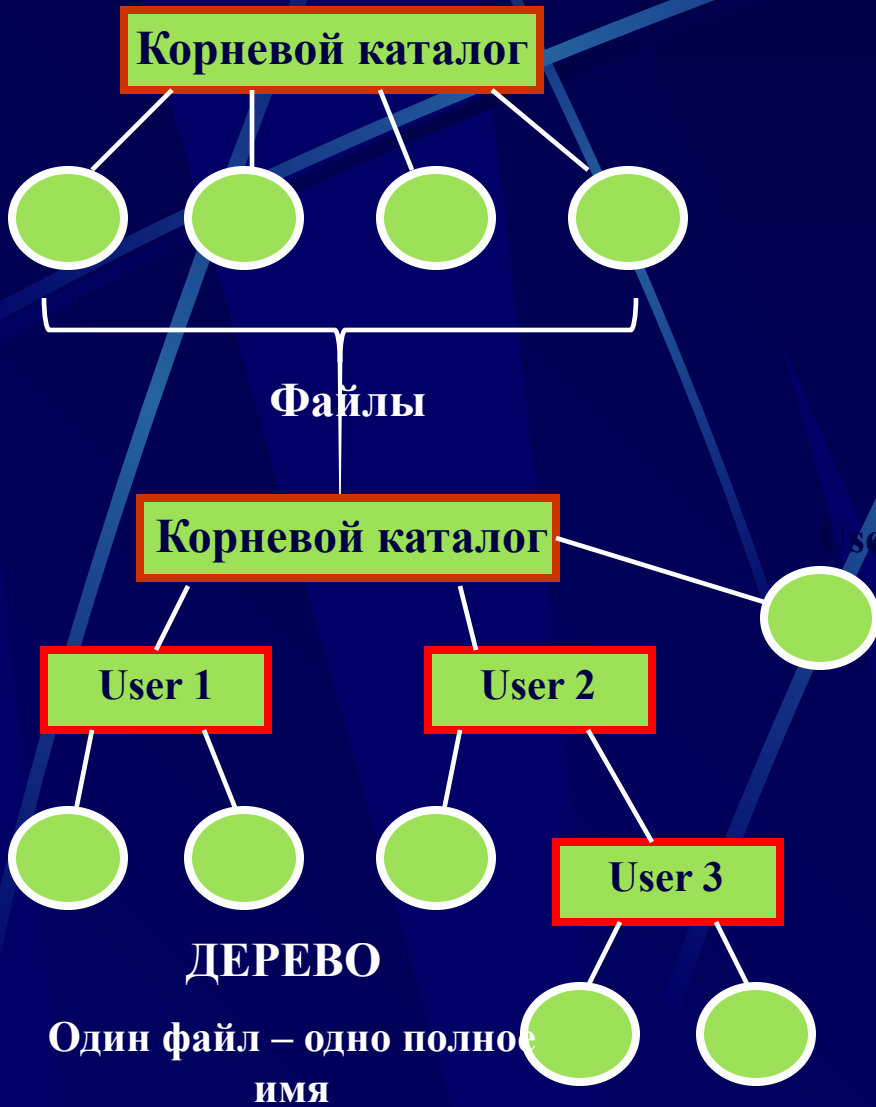 Корневой каталог
Файлы
Корневой каталог
User 1
User 2
User 3
ДЕРЕВО
Один файл – одно полное
имя